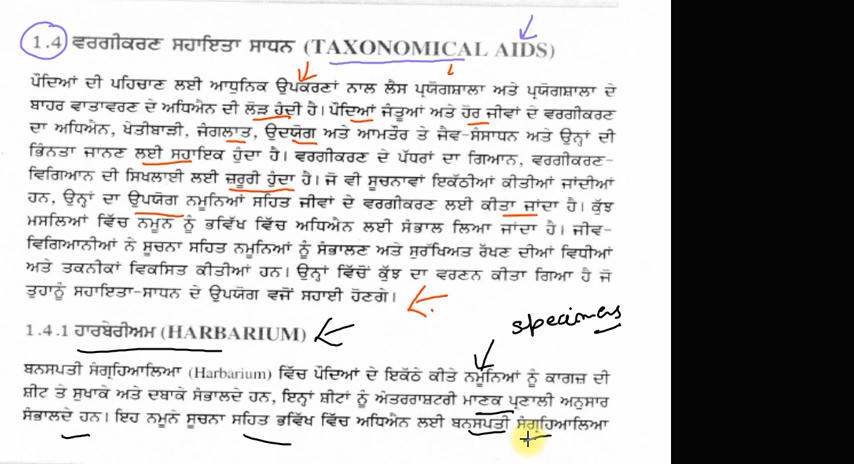 1.4 ਵਰਗੀਕਰਣ ਸਹਾਇਤਾ ਸਾਧਨ (TAXONOMICAL AIDS)
ਪੌਦਿਆਂ ਦੀ ਪਹਿਚਾਣ ਲਈ ਆਧੁਨਿਕ ਉਪਕਰਣਾਂ ਨਾਲ ਲੈਸ ਪ੍ਰਯੋਗਸ਼ਾਲਾ ਅਤੇ ਪ੍ਰਯੋਗਸ਼ਾਲਾ ਦੇ
ਬਾਹਰ ਵਾਤਾਵਰਣ ਦੇ ਅਧਿਐਨ ਦੀ ਲੋੜ ਹੁੰਦੀ ਹੈ। ਪੌਦਿਆਂ ਜੰਤੂਆਂ ਅਤੇ ਹੋਰ ਜੀਵਾਂ ਦੇ ਵਰਗੀਕਰਣ
ਦਾ ਅਧਿਐਨ, ਖੇਤੀਬਾੜੀ, ਜੰਗਲਾਤ, ਉਦਯੋਗ ਅਤੇ ਆਮਤੌਰ ਤੇ ਜੈਵ-ਸੰਸਾਧਨ ਅਤੇ ਉਨ੍ਹਾਂ ਦੀ
ਭਿੰਨਤਾ ਜਾਨਣ ਲਈ ਸਹਾਇਕ ਹੁੰਦਾ ਹੈ। ਵਰਗੀਕਰਣ ਦੇ ਪੱਧਰਾਂ ਦਾ ਗਿਆਨ, ਵਰਗੀਕਰਣ-
ਵਿਗਿਆਨ ਦੀ ਸਿਖਲਾਈ ਲਈ ਜ਼ਰੂਰੀ ਹੁੰਦਾ ਹੈ। ਜੋ ਵੀ ਸੂਚਨਾਵਾਂ ਇਕੱਠੀਆਂ ਕੀਤੀਆਂ ਜਾਂਦੀਆਂ
ਹਨ, ਉਨ੍ਹਾਂ ਦਾ ਉਪਯੋਗ ਨਮੂਨਿਆਂ ਸਹਿਤ ਜੀਵਾਂ ਦੇ ਵਰਗੀਕਰਣ ਲਈ ਕੀਤਾ ਜਾਂਦਾ ਹੈ। ਕੁੱਝ
ਮਸਲਿਆਂ ਵਿੱਚ ਨਮੂਨੇ ਨੂੰ ਭਵਿੱਖ ਵਿੱਚ ਅਧਿਐਨ ਲਈ ਸੰਭਾਲ ਲਿਆ ਜਾਂਦਾ ਹੈ। ਜੀਵ-
ਵਿਗਿਆਨੀਆਂ ਨੇ ਸੂਚਨਾ ਸਹਿਤ ਨਮੂਨਿਆਂ ਨੂੰ ਸੰਭਾਲਣ ਅਤੇ ਸੁਰੱਖਿਅਤ ਰੱਖਣ ਦੀਆਂ ਵਿਧੀਆਂ
ਅਤੇ ਤਕਨੀਕਾਂ ਵਿਕਸਿਤ ਕੀਤੀਆਂ ਹਨ। ਉਨ੍ਹਾਂ ਵਿੱਚੋਂ ਕੁੱਝ ਦਾ ਵਰਣਨ ਕੀਤਾ ਗਿਆ ਹੈ ਜੋ
ਤੁਹਾਨੂੰ ਸਹਾਇਤਾ-ਸਾਧਨ ਦੇ ਉਪਯੋਗ ਵਜੋਂ ਸਹਾਈ ਹੋਣਗੇ।
specimens
1.4.1 ਹਾਰਬੇਰੀਅਮ (HARBARIUM)
ਬਨਸਪਤੀ ਸੰਗ੍ਰਹਿਆਲਿਆ (Harbarium) ਵਿੱਚ ਪੌਦਿਆਂ ਦੇ ਇਕੱਠੇ ਕੀਤੇ ਨਮੂਨਿਆਂ ਨੂੰ ਕਾਗਜ਼ ਦੀ
ਸ਼ੀਟ ਤੇ ਸੁਖਾਕੇ ਅਤੇ ਦਬਾਕੇ ਸੰਭਾਲਦੇ ਹਨ, ਇਨ੍ਹਾਂ ਸ਼ੀਟਾਂ ਨੂੰ ਅੰਤਰਰਾਸ਼ਟਰੀ ਮਾਣਕ ਪ੍ਰਣਾਲੀ ਅਨੁਸਾਰ
ਸੰਭਾਲਦੇ ਹਨ। ਇਹ ਨਮੂਨੇ ਸੂਚਨਾ ਸਹਿਤ ਭਵਿੱਖ ਵਿੱਚ ਅਧਿਐਨ ਲਈ ਬਨਸਪਤੀ ਸੰਗ੍ਰਹਿਆਲਿਆ